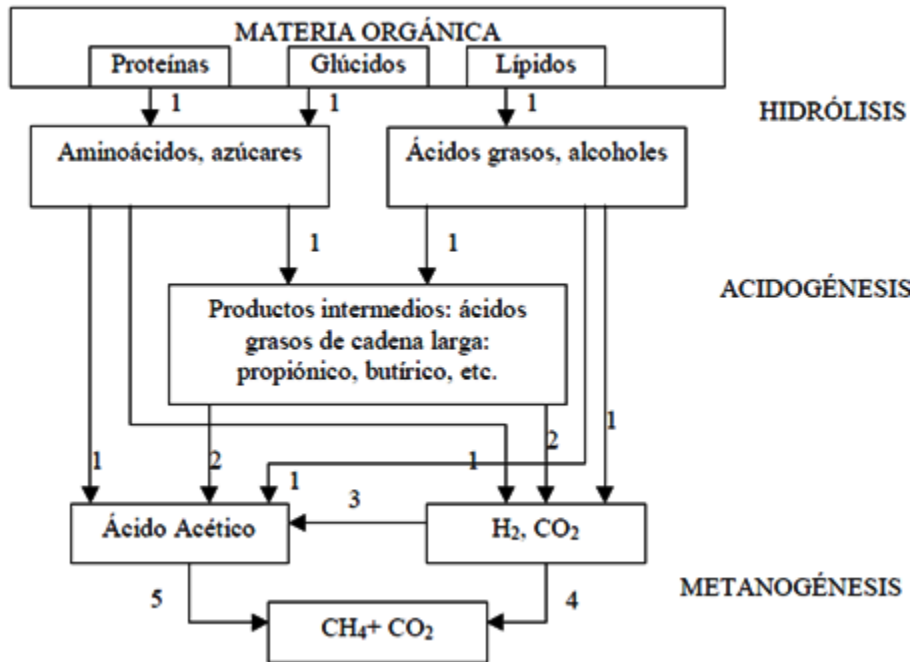 MATERIA ORGÁNICA
Proteínas
Glúcidos
Lípidos
1
1
1
HIDRÓLISIS
Aminoácidos, azúcares
Ácidos grasos, alcoholes
1
1
ACIDOGÉNESIS
Productos intermedios: ácidos
grasos de cadena larga:
propiónico, butírico, etc.
1
2
1
1
2
1
Ácido Acético
3
H₂, CO₂
5
4
METANOGÉNESIS
CH₄+ CO₂